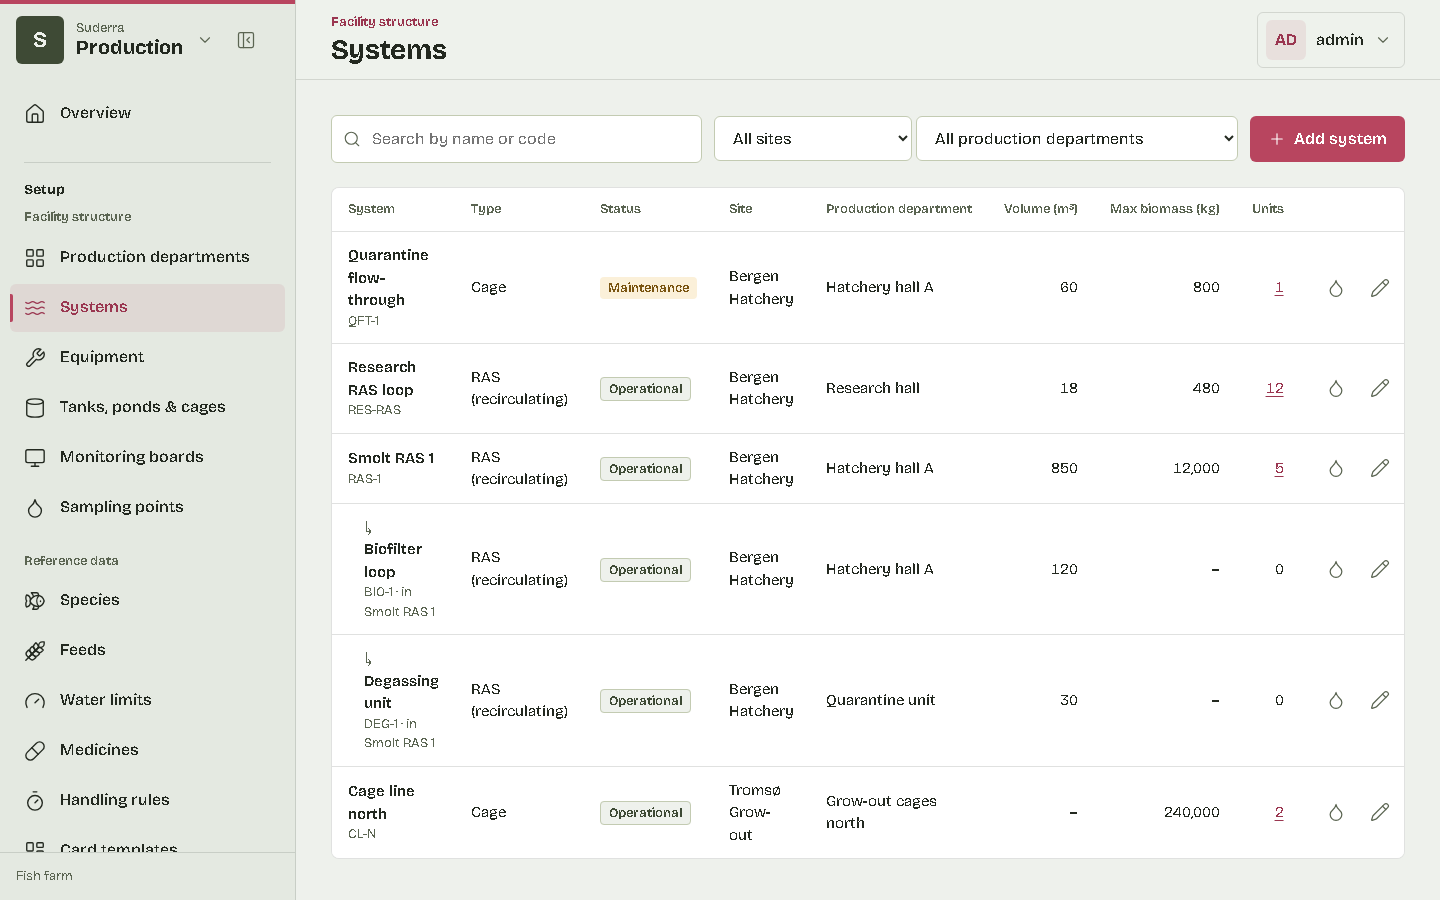 S
Suderra
Production
Overview
Setup
Facility structure
Production departments
Systems
Equipment
Tanks, ponds & cages
Monitoring boards
Sampling points
Reference data
Species
Feeds
Water limits
Medicines
Handling rules
Card templates
Fish farm
Facility structure
Systems
AD
admin
Search by name or code
All sites
All production departments
Add system
System Type Status Site Production department Volume (m³) Max biomass (kg) Units
Quarantine
flow-
through
QFT-1
Cage
Maintenance
Bergen
Hatchery
Hatchery hall A
60
800
1
Research
RAS loop
RES-RAS
RAS
(recirculating)
Operational
Bergen
Hatchery
Research hall
18
480
12
Smolt RAS 1
RAS-1
RAS
(recirculating)
Operational
Bergen
Hatchery
Hatchery hall A
850
12,000
5
↳
Biofilter
loop
BIO-1 · in
Smolt RAS 1
RAS
(recirculating)
Operational
Bergen
Hatchery
Hatchery hall A
120
–
0
↳
Degassing
unit
DEG-1 · in
Smolt RAS 1
RAS
(recirculating)
Operational
Bergen
Hatchery
Quarantine unit
30
–
0
Cage line
north
CL-N
Cage
Operational
Tromsø
Grow-
out
Grow-out cages
north
–
240,000
2